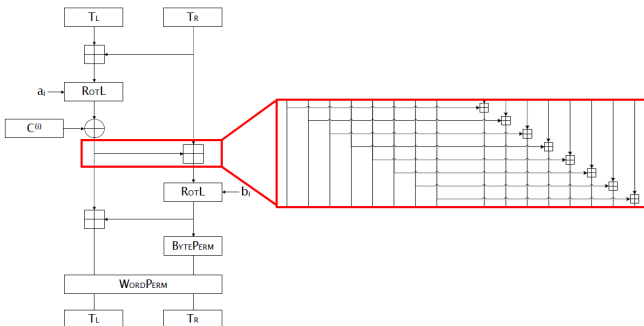 TL TR
ai ROTL
C(i)
ROTL bi
BYTEPERM
WORDPERM
TL TR